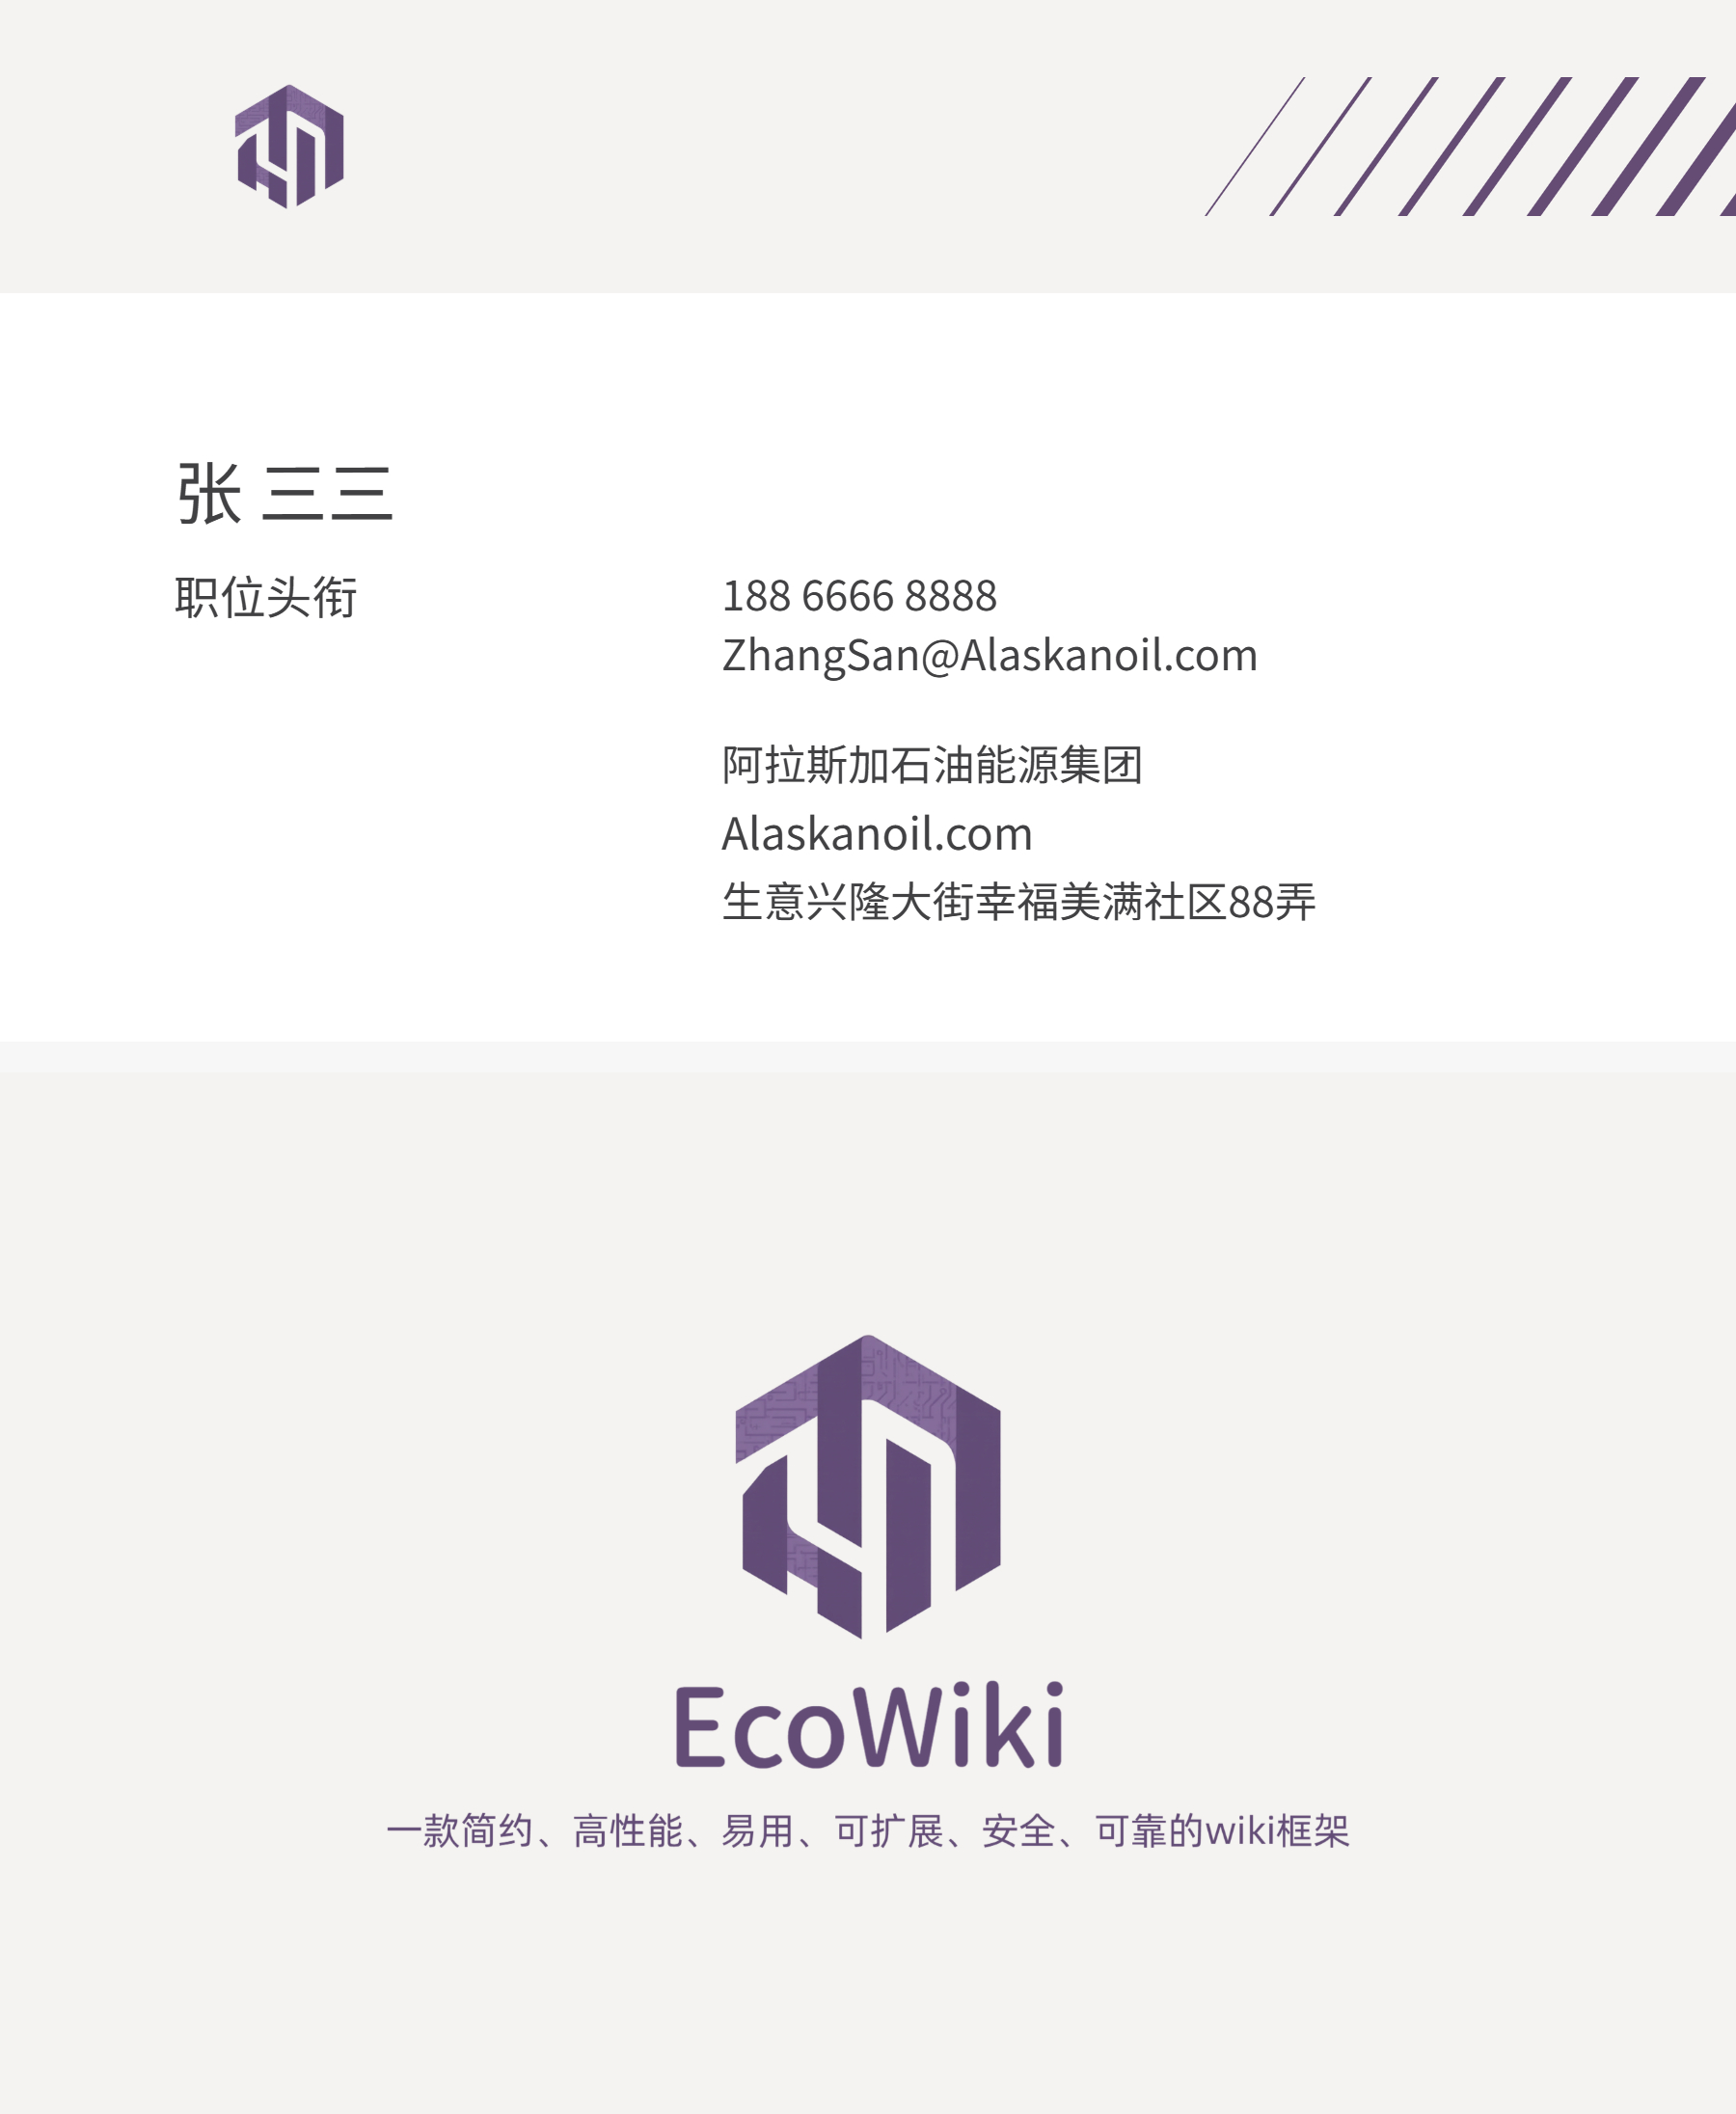 张 三三
职位头衔
188 6666 8888
ZhangSan@Alaskanoil.com
阿拉斯加石油能源集团
Alaskanoil.com
生意兴隆大街幸福美满社区88弄
EcoWiki
一款简约、高性能、易用、可扩展、安全、可靠的wiki框架